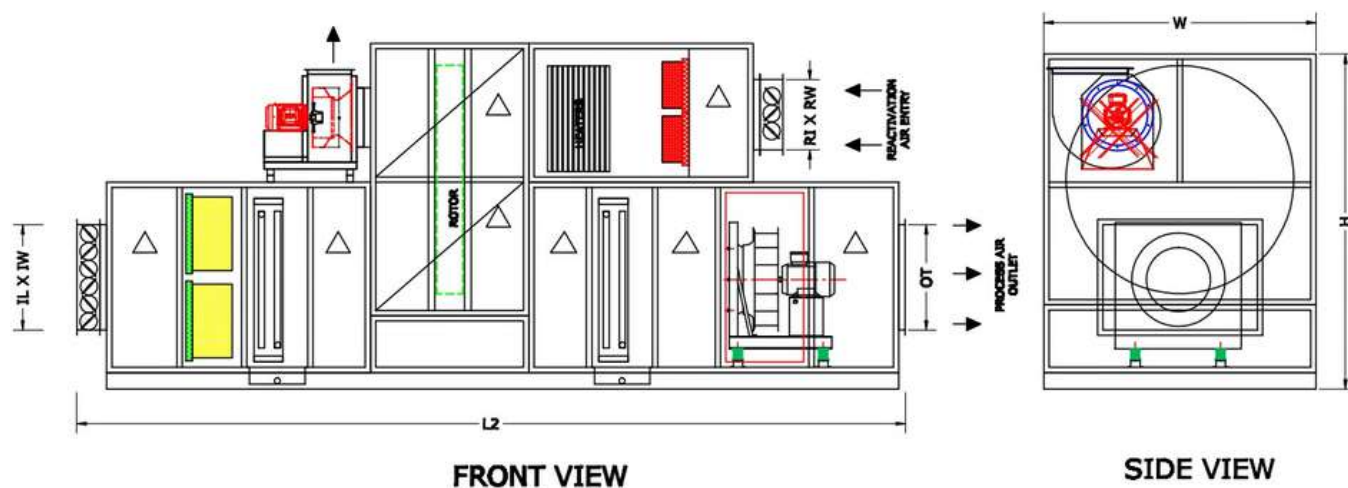 W
RI X RW
REACTIVATION
AIR ENTRY
HEATERS
ROTOR
H
IL X IW
OT
PROCESS AIR
OUTLET
L2
FRONT VIEW
SIDE VIEW